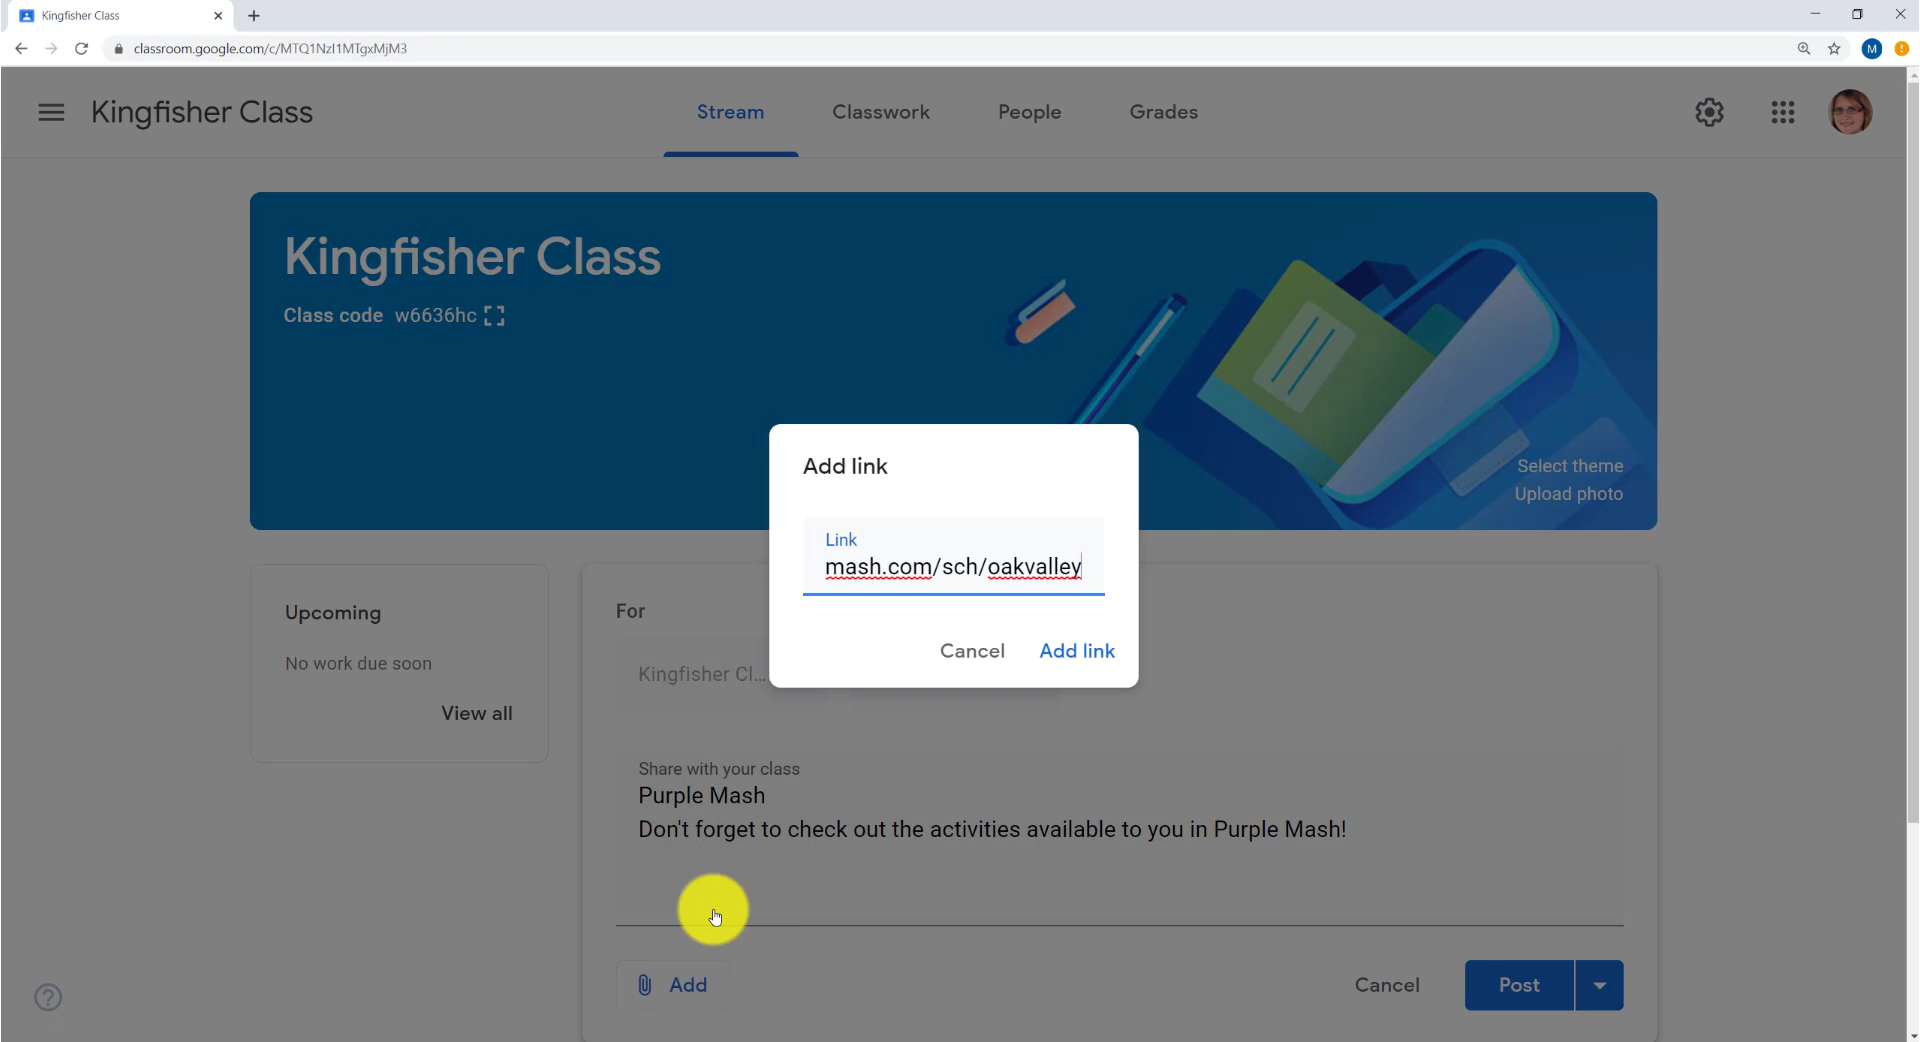 Kingfisher Class
classroom.google.com/c/MTQ1NzI1MTgxMjM3
M
Kingfisher Class
Stream
Classwork
People
Grades
Kingfisher Class
Class code w6636hc
Select theme
Upload photo
Add link
Link
mash.com/sch/oakvalley
Cancel
Add link
Upcoming
No work due soon
View all
For
Kingfisher Cl...
Share with your class
Purple Mash
Don't forget to check out the activities available to you in Purple Mash!
Add
Cancel
Post